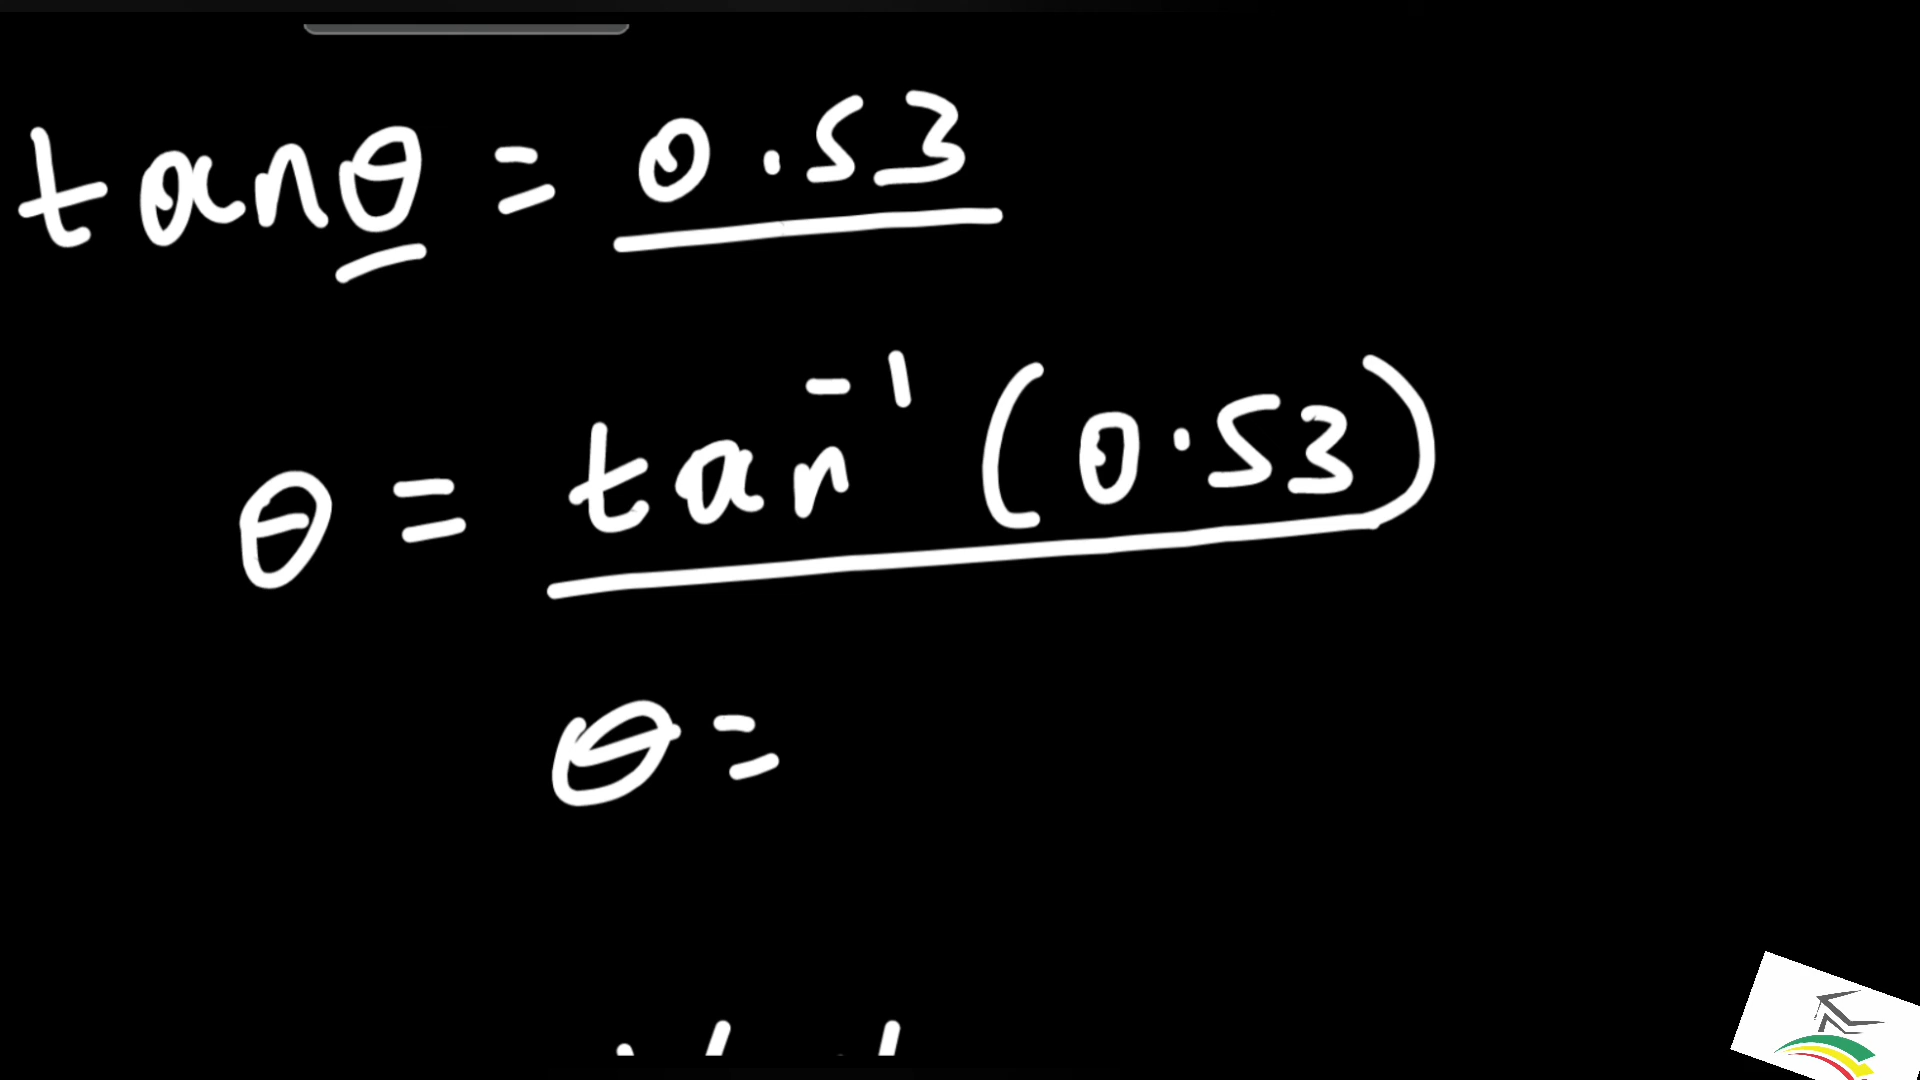 tanθ = 0.53
θ = tan⁻¹ (0.53)
θ =